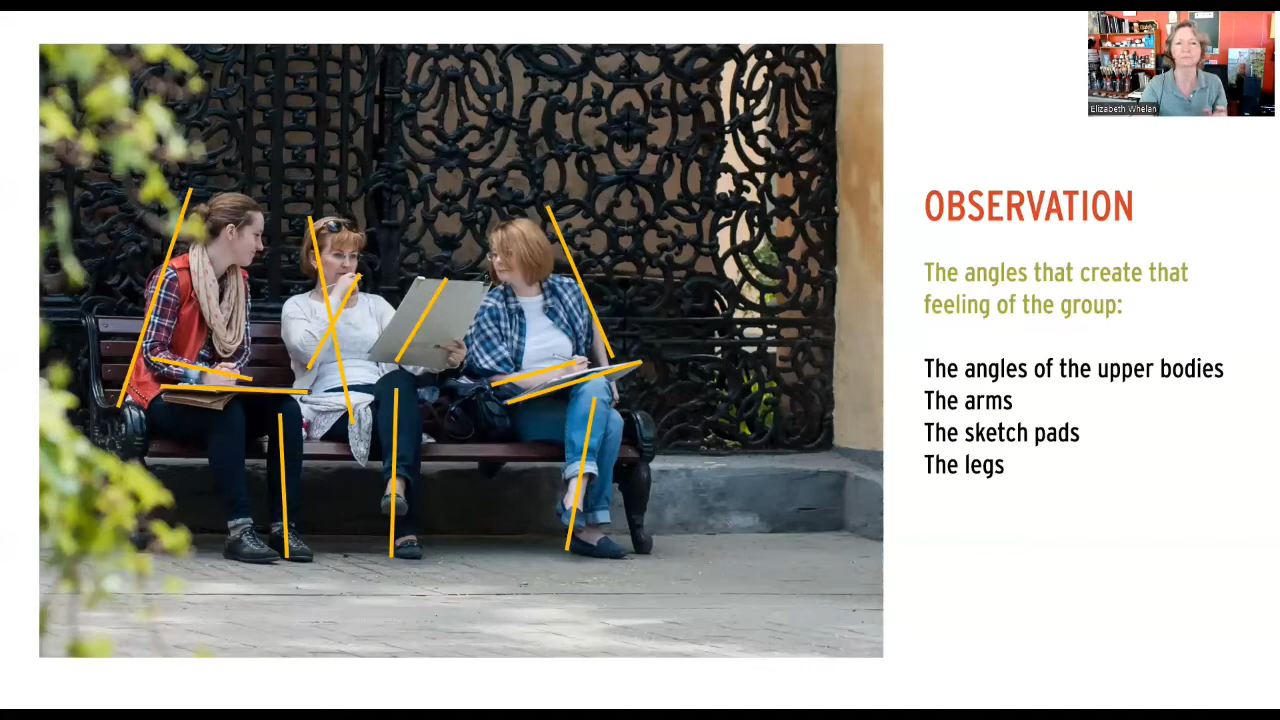 Elizabeth Whelan
OBSERVATION
The angles that create that
feeling of the group:
The angles of the upper bodies
The arms
The sketch pads
The legs